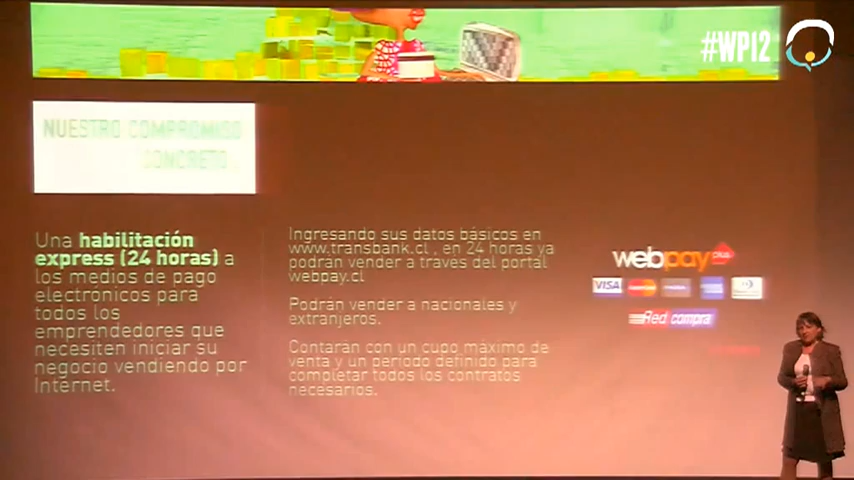 #WPI2
NUESTRO COMPROMISO
CONCRETO
Una habilitación
express (24 horas) a
los medios de pago
electrónicos para
todos los
emprendedores que
necesiten iniciar su
negocio vendiendo por
Internet.
Ingresando sus datos básicos en
www.transbank.cl , en 24 horas ya
podrán vender a través del portal
webpay.cl
Podrán vender a nacionales y
extranjeros.
Contarán con un cupo máximo de
venta y un periodo definido para
completar todos los contratos
necesarios.
webpay plus
VISA
Redcompra